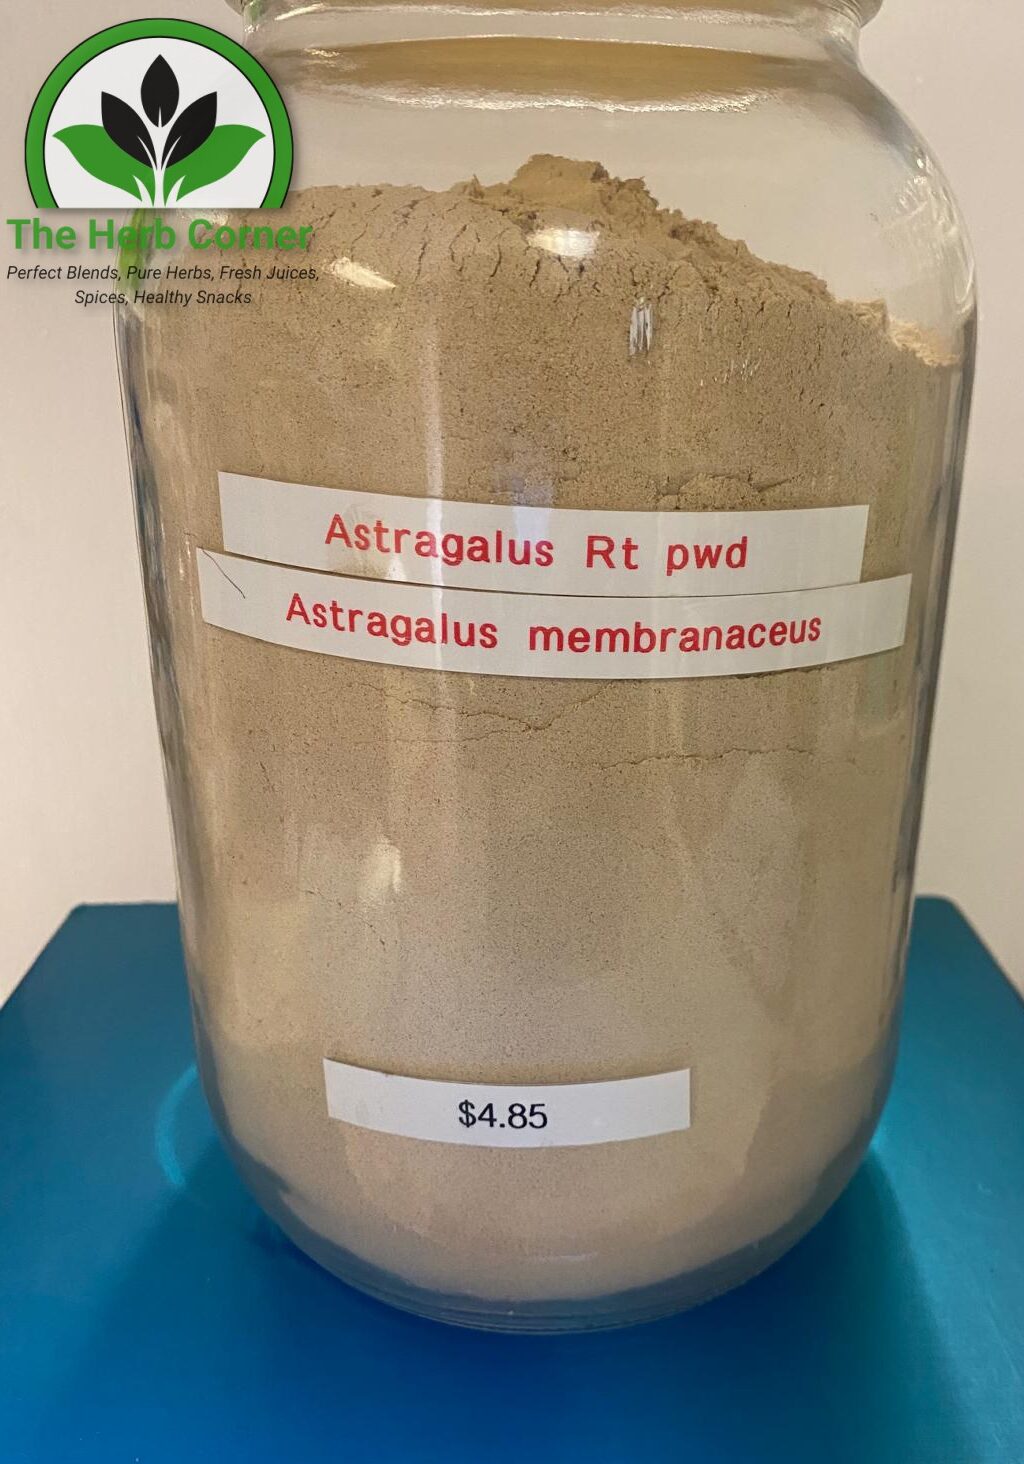 The Herb Corner
Perfect Blends, Pure Herbs, Fresh Juices,
Spices, Healthy Snacks
Astragalus Rt pwd
Astragalus membranaceus
$4.85